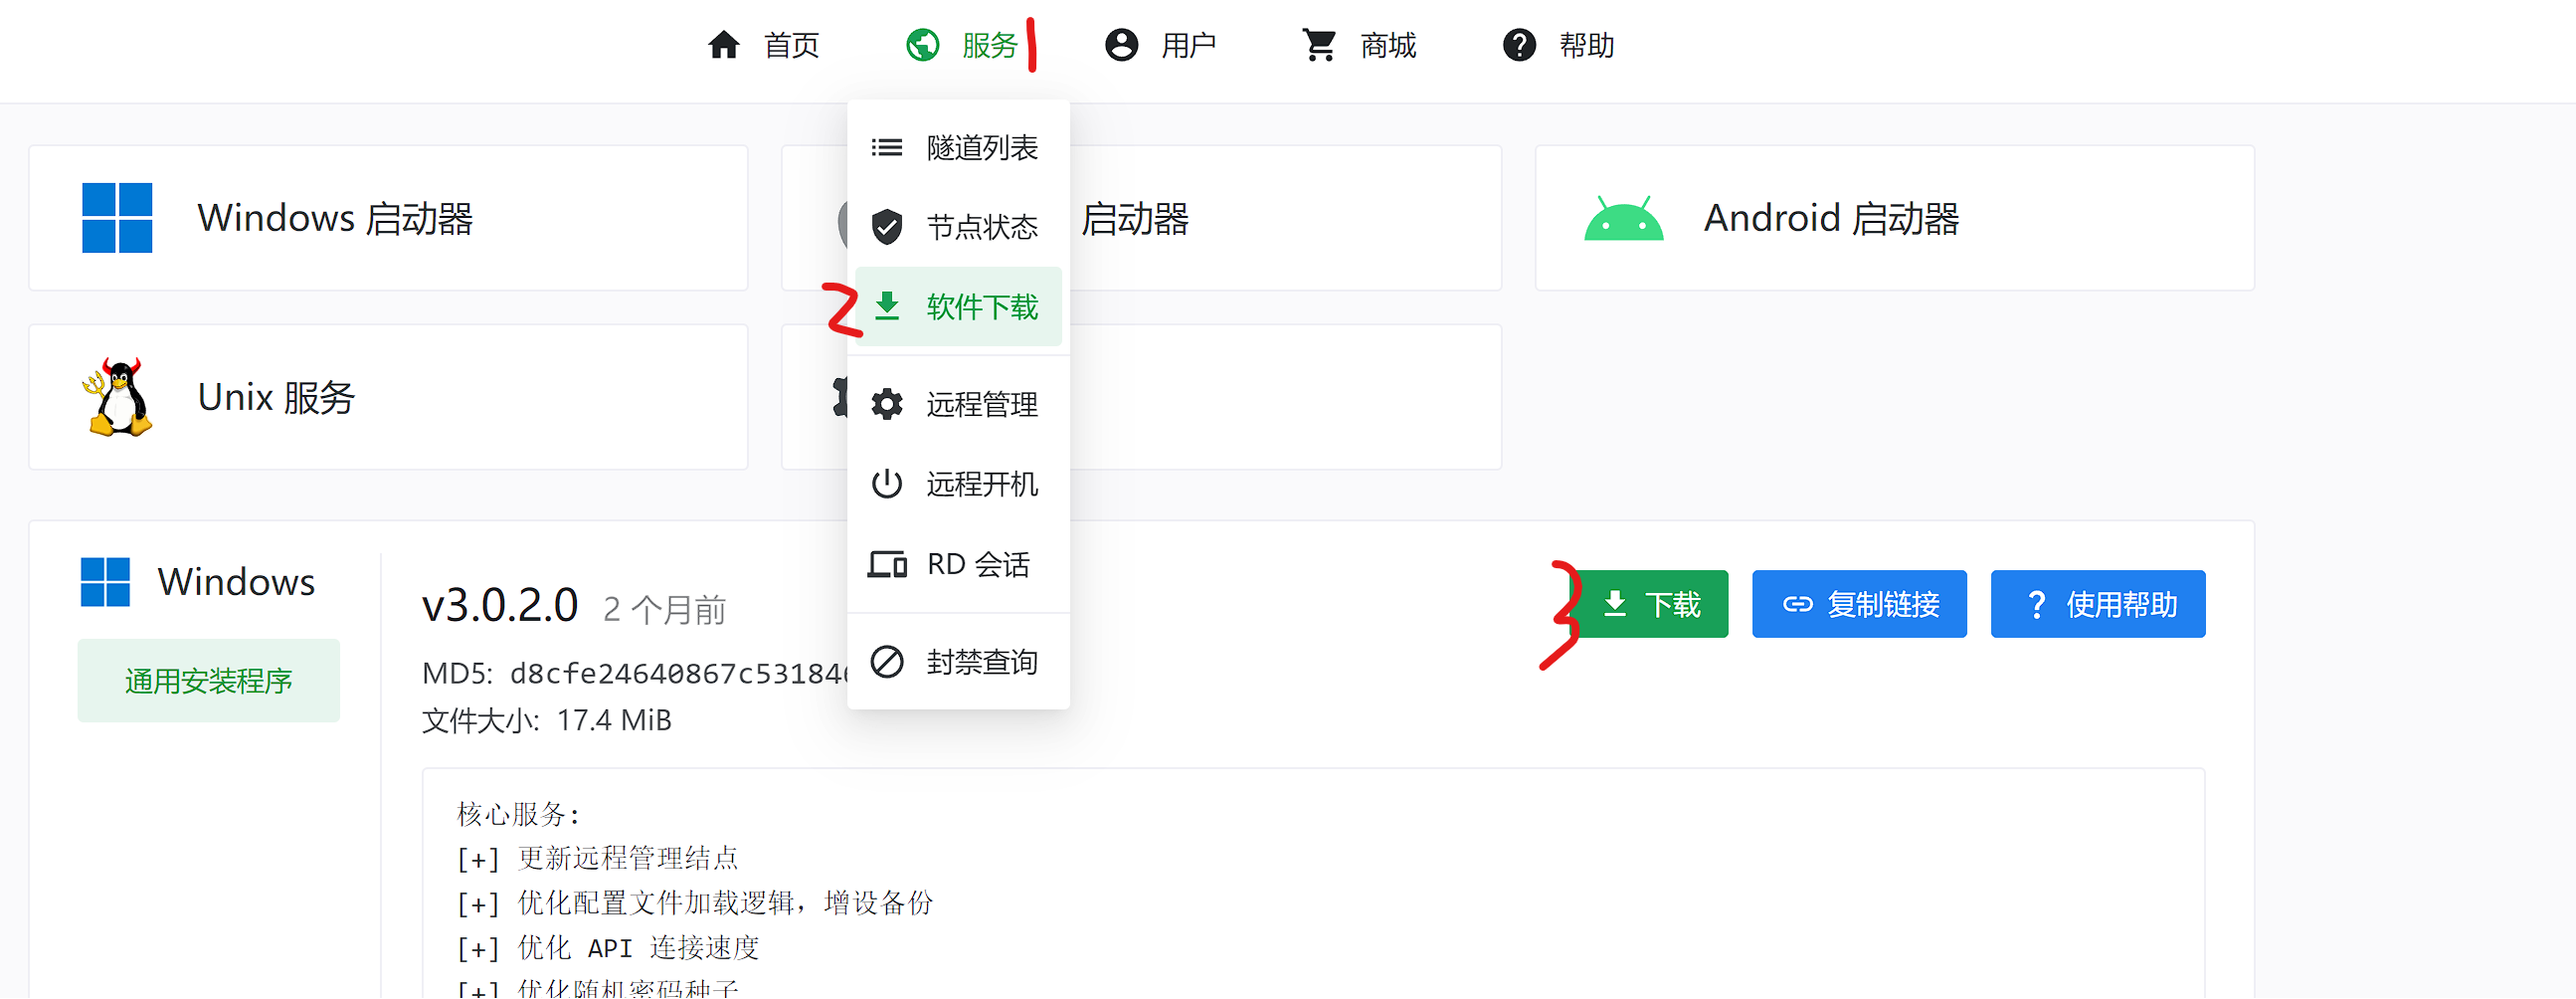 首页 服务 1 用户 商城 帮助
隧道列表
节点状态
2 软件下载
远程管理
远程开机
RD 会话
封禁查询
Windows 启动器
启动器
Android 启动器
Unix 服务
Windows
通用安装程序
v3.0.2.0 2 个月前
3 下载 复制链接 使用帮助
MD5: d8cfe24640867c531846
文件大小: 17.4 MiB
核心服务:
[+] 更新远程管理结点
[+] 优化配置文件加载逻辑，增设备份
[+] 优化 API 连接速度
[+] 优化随机密码种子